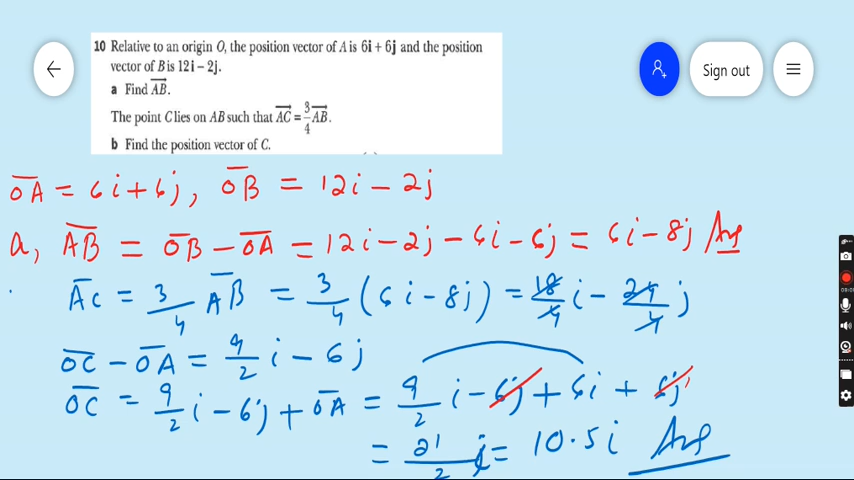 10 Relative to an origin O, the position vector of A is 6i + 6j and the position
vector of B is 12i – 2j.
a Find AB.
The point C lies on AB such that AC = 3/4 AB.
b Find the position vector of C.
Sign out
OA = 6i+6j, OB = 12i - 2j
a, AB = OB - OA = 12i - 2j - 6i - 6j = 6i - 8j Ans
AC = 3/4 AB = 3/4 (6i - 8j) = 18/4 i - 24/4 j
OC - OA = 9/2 i - 6j
OC = 9/2 i - 6j + OA = 9/2 i - 6j + 6i + 6j
= 21/2 i = 10.5i Ans